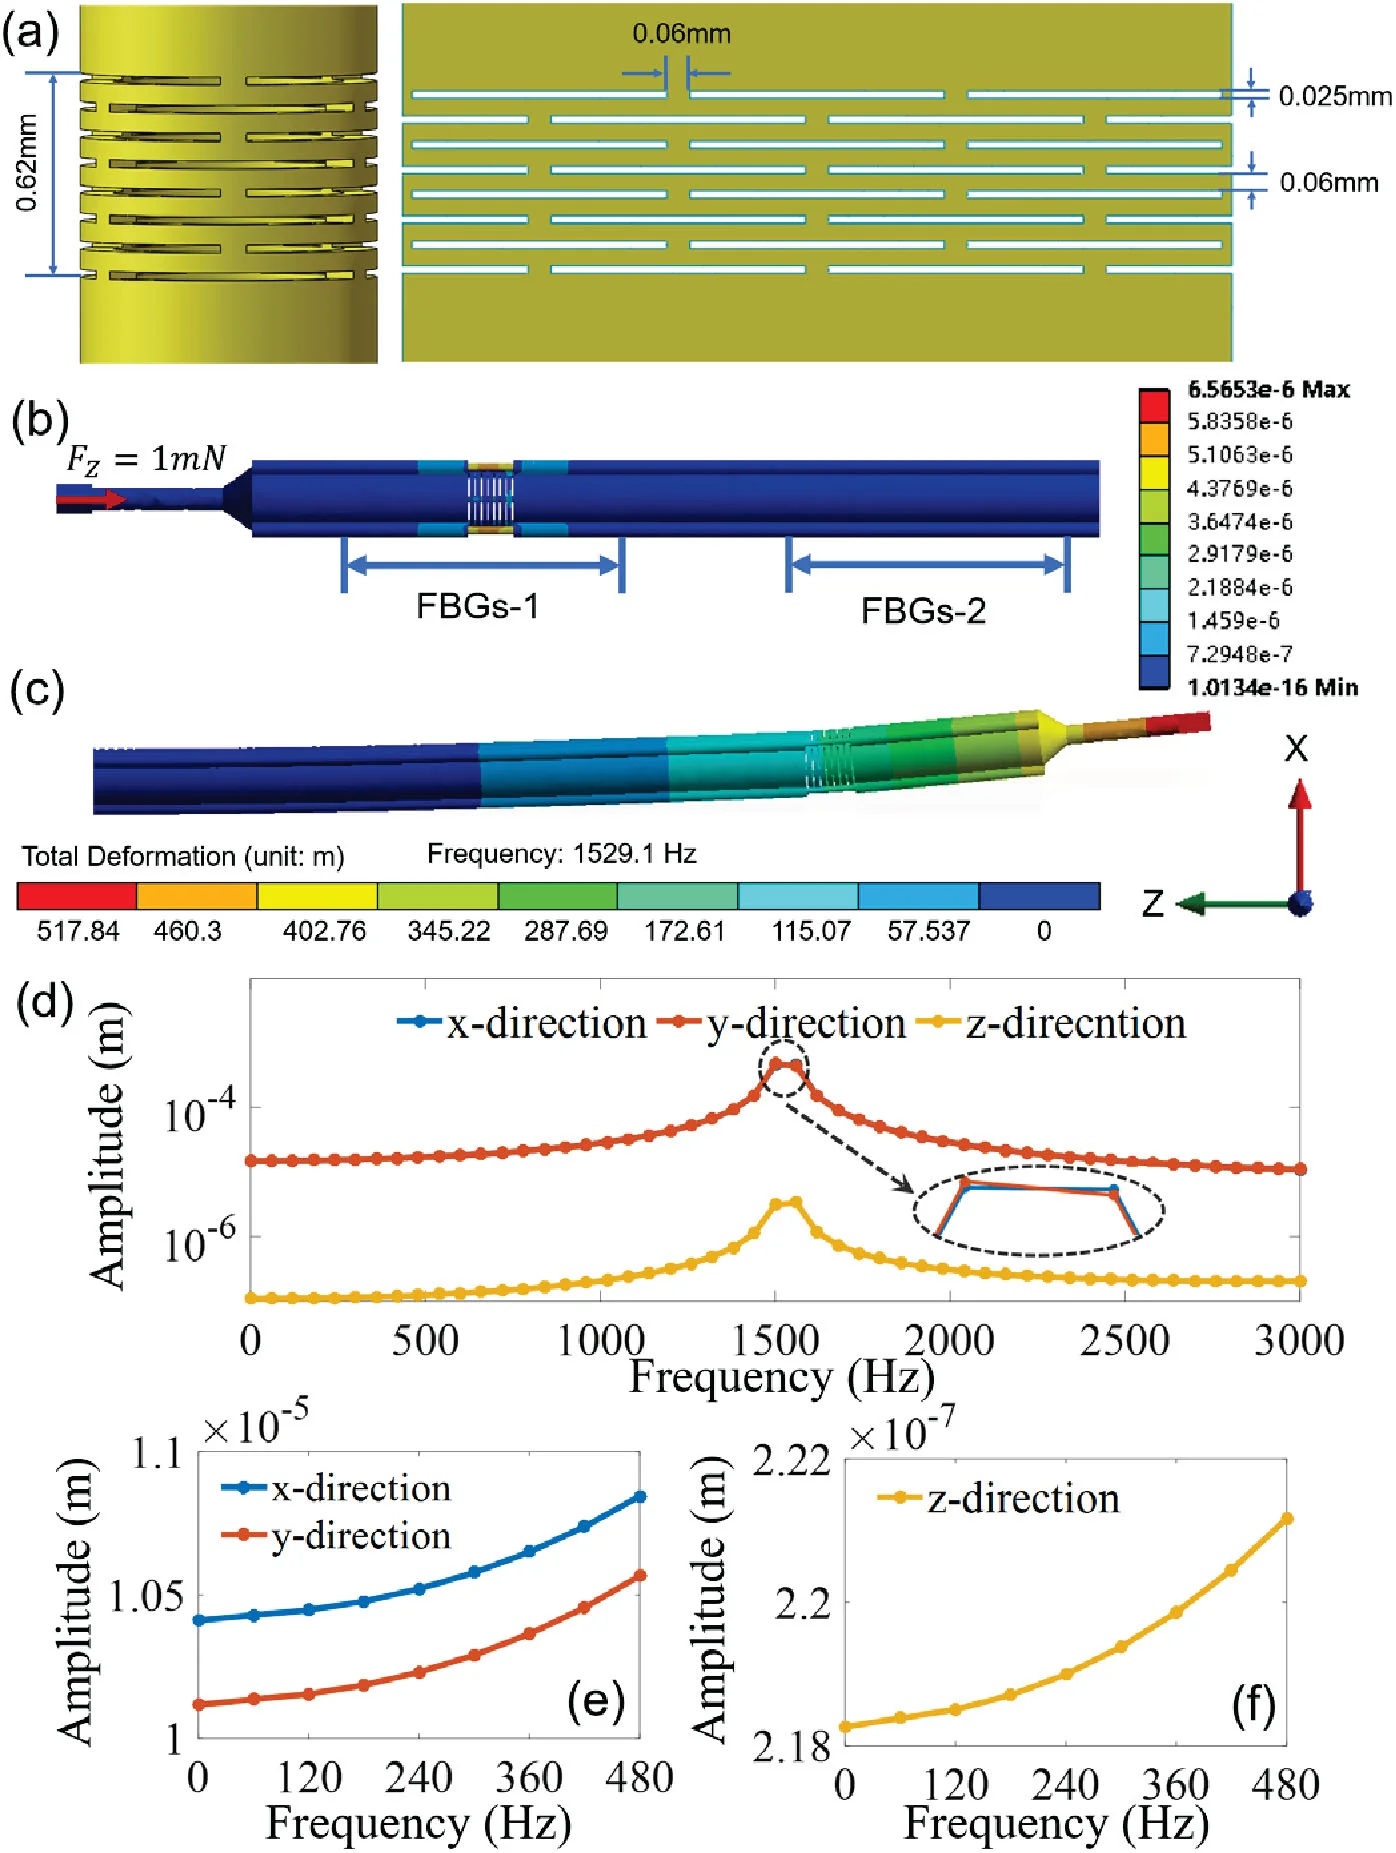 (a)
0.06mm
0.025mm
0.62mm
0.06mm
(b)
F_Z = 1mN
FBGs-1
FBGs-2
6.5653e-6 Max
5.8358e-6
5.1063e-6
4.3769e-6
3.6474e-6
2.9179e-6
2.1884e-6
1.459e-6
7.2948e-7
1.0134e-16 Min
(c)
X
Z
Total Deformation (unit: m) Frequency: 1529.1 Hz
517.84 460.3 402.76 345.22 287.69 172.61 115.07 57.537 0
(d)
x-direction y-direction z-direcntion
Amplitude (m)
10^-4
10^-6
0 500 1000 1500 2000 2500 3000
Frequency (Hz)
×10^-5
1.1
1.05
1
Amplitude (m)
x-direction
y-direction
(e)
0 120 240 360 480
Frequency (Hz)
×10^-7
2.22
2.2
2.18
Amplitude (m)
z-direction
(f)
0 120 240 360 480
Frequency (Hz)